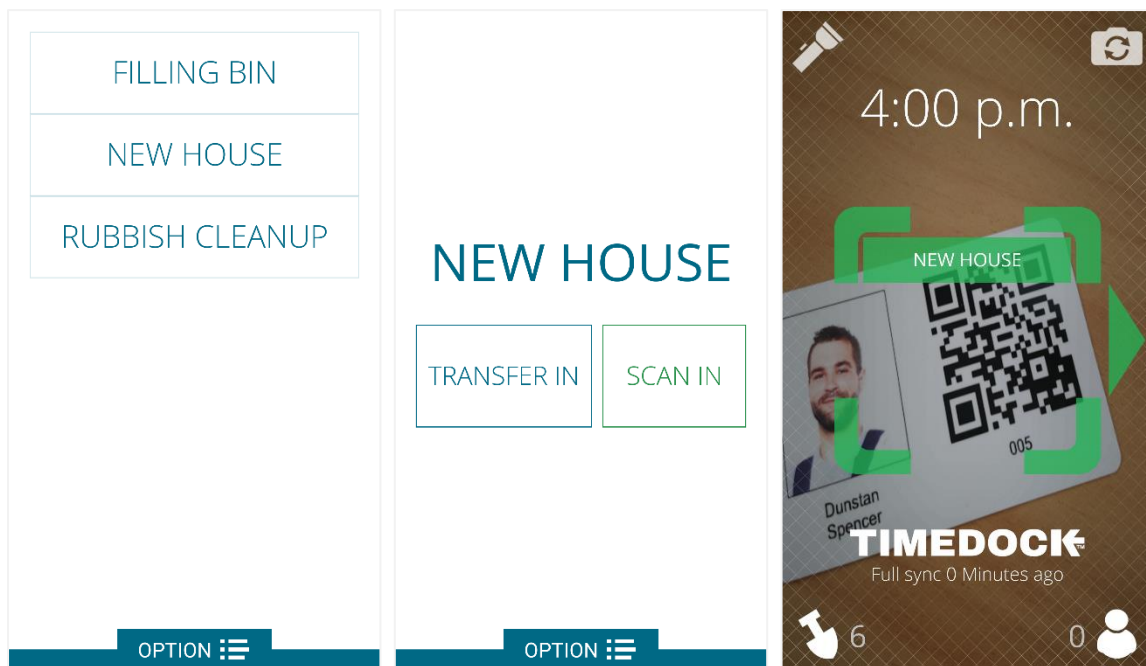 FILLING BIN
NEW HOUSE
RUBBISH CLEANUP
OPTION
NEW HOUSE
TRANSFER IN
SCAN IN
OPTION
4:00 p.m.
NEW HOUSE
005
Dunstan
Spencer
TIMEDOCK™
Full sync 0 Minutes ago
6
0